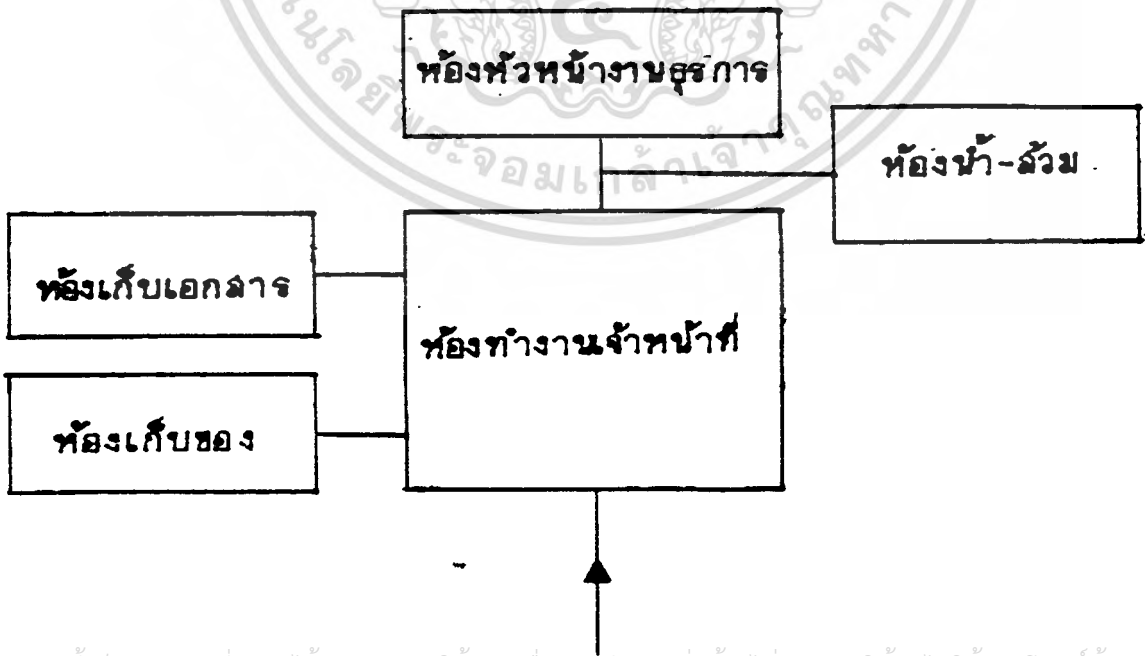 ห้องหัวหน้างานธุรการ
ห้องน้ำ-ส้วม
ห้องเก็บเอกสาร
ห้องทำงานเจ้าหน้าที่
ห้องเก็บของ